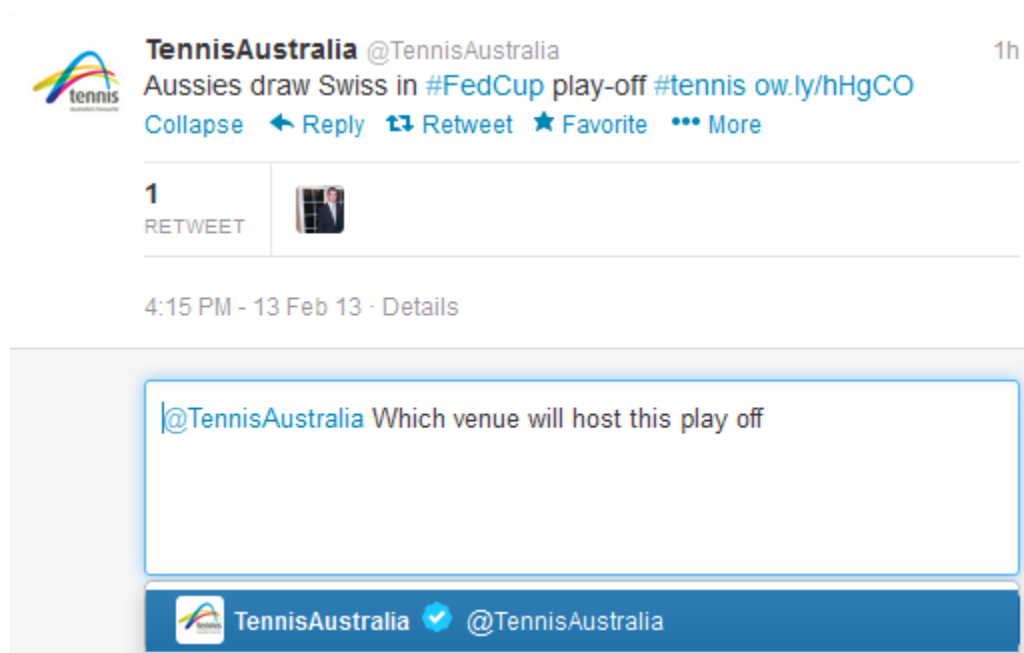 TennisAustralia @TennisAustralia 1h
Aussies draw Swiss in #FedCup play-off #tennis ow.ly/hHgCO
tennis
Collapse Reply Retweet Favorite More
1
RETWEET
4:15 PM - 13 Feb 13 · Details
@TennisAustralia Which venue will host this play off
tennis
TennisAustralia @TennisAustralia